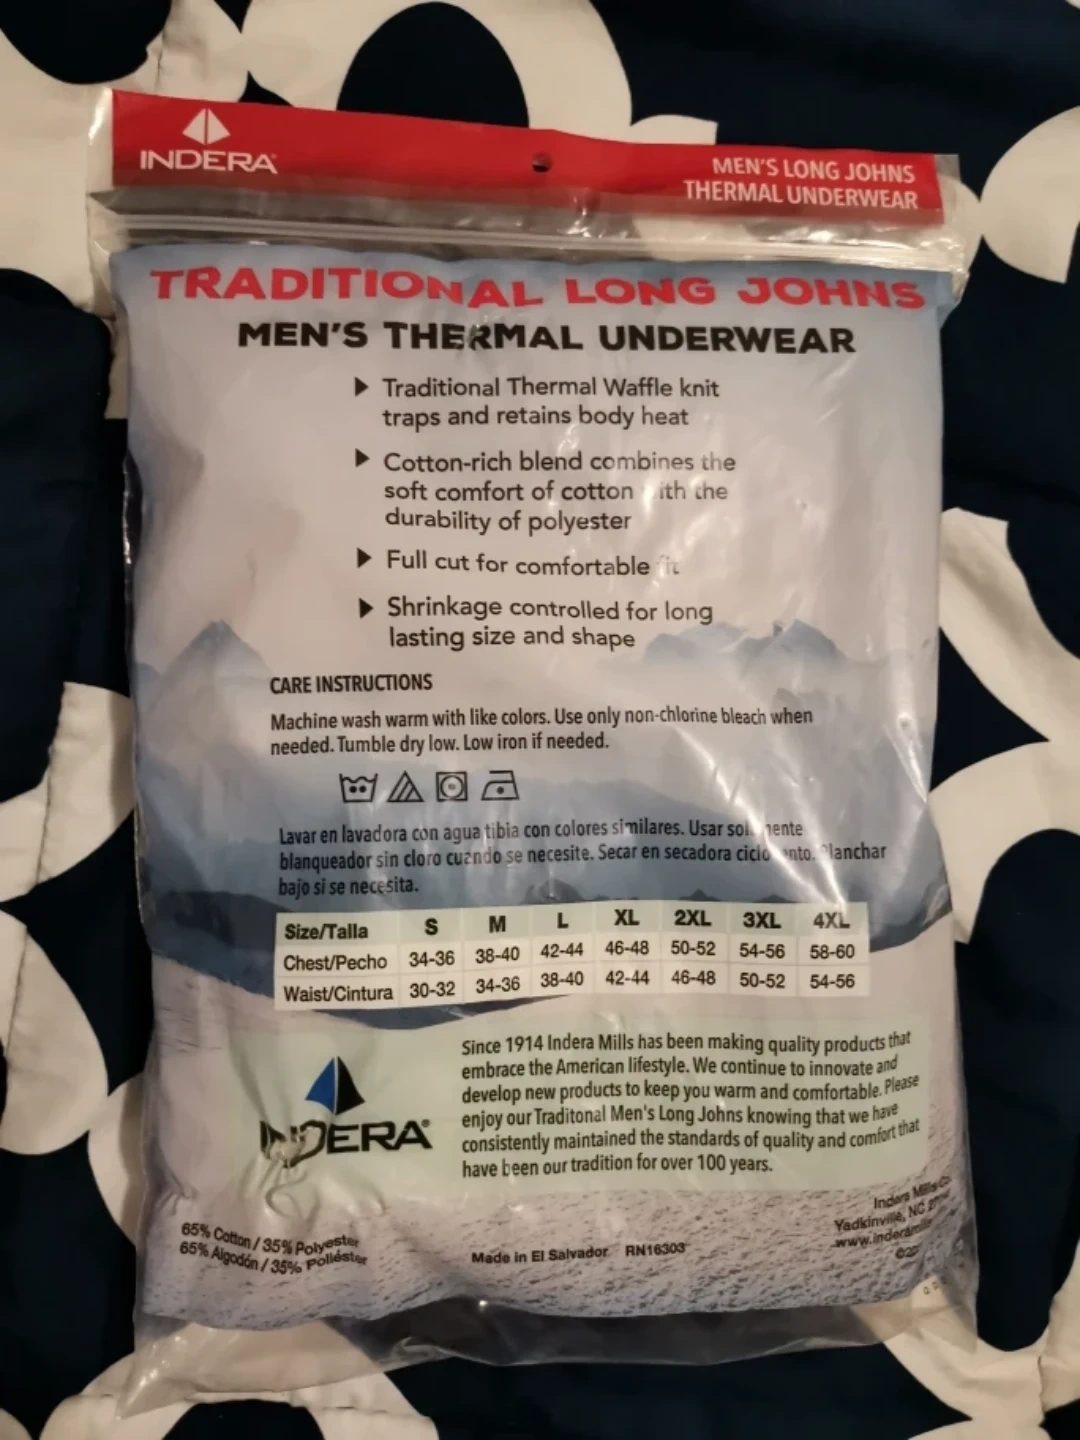 INDERA
MEN'S LONG JOHNS
THERMAL UNDERWEAR
TRADITIONAL LONG JOHNS
MEN'S THERMAL UNDERWEAR
Traditional Thermal Waffle knit
traps and retains body heat
Cotton-rich blend combines the
soft comfort of cotton with the
durability of polyester
Full cut for comfortable fit
Shrinkage controlled for long
lasting size and shape
CARE INSTRUCTIONS
Machine wash warm with like colors. Use only non-chlorine bleach when
needed. Tumble dry low. Low iron if needed.
Lavar en lavadora con agua tibia con colores similares. Usar solamente
blanqueador sin cloro cuando se necesite. Secar en secadora ciclo lento. Planchar
bajo si se necesita.
Size/Talla S M L XL 2XL 3XL 4XL
Chest/Pecho 34-36 38-40 42-44 46-48 50-52 54-56 58-60
Waist/Cintura 30-32 34-36 38-40 42-44 46-48 50-52 54-56
INDERA®
Since 1914 Indera Mills has been making quality products that
embrace the American lifestyle. We continue to innovate and
develop new products to keep you warm and comfortable. Please
enjoy our Traditonal Men's Long Johns knowing that we have
consistently maintained the standards of quality and comfort that
have been our tradition for over 100 years.
65% Cotton / 35% Polyester
65% Algodón / 35% Poliéster
Made in El Salvador RN16303
Indera Mills
Yadkinville, NC